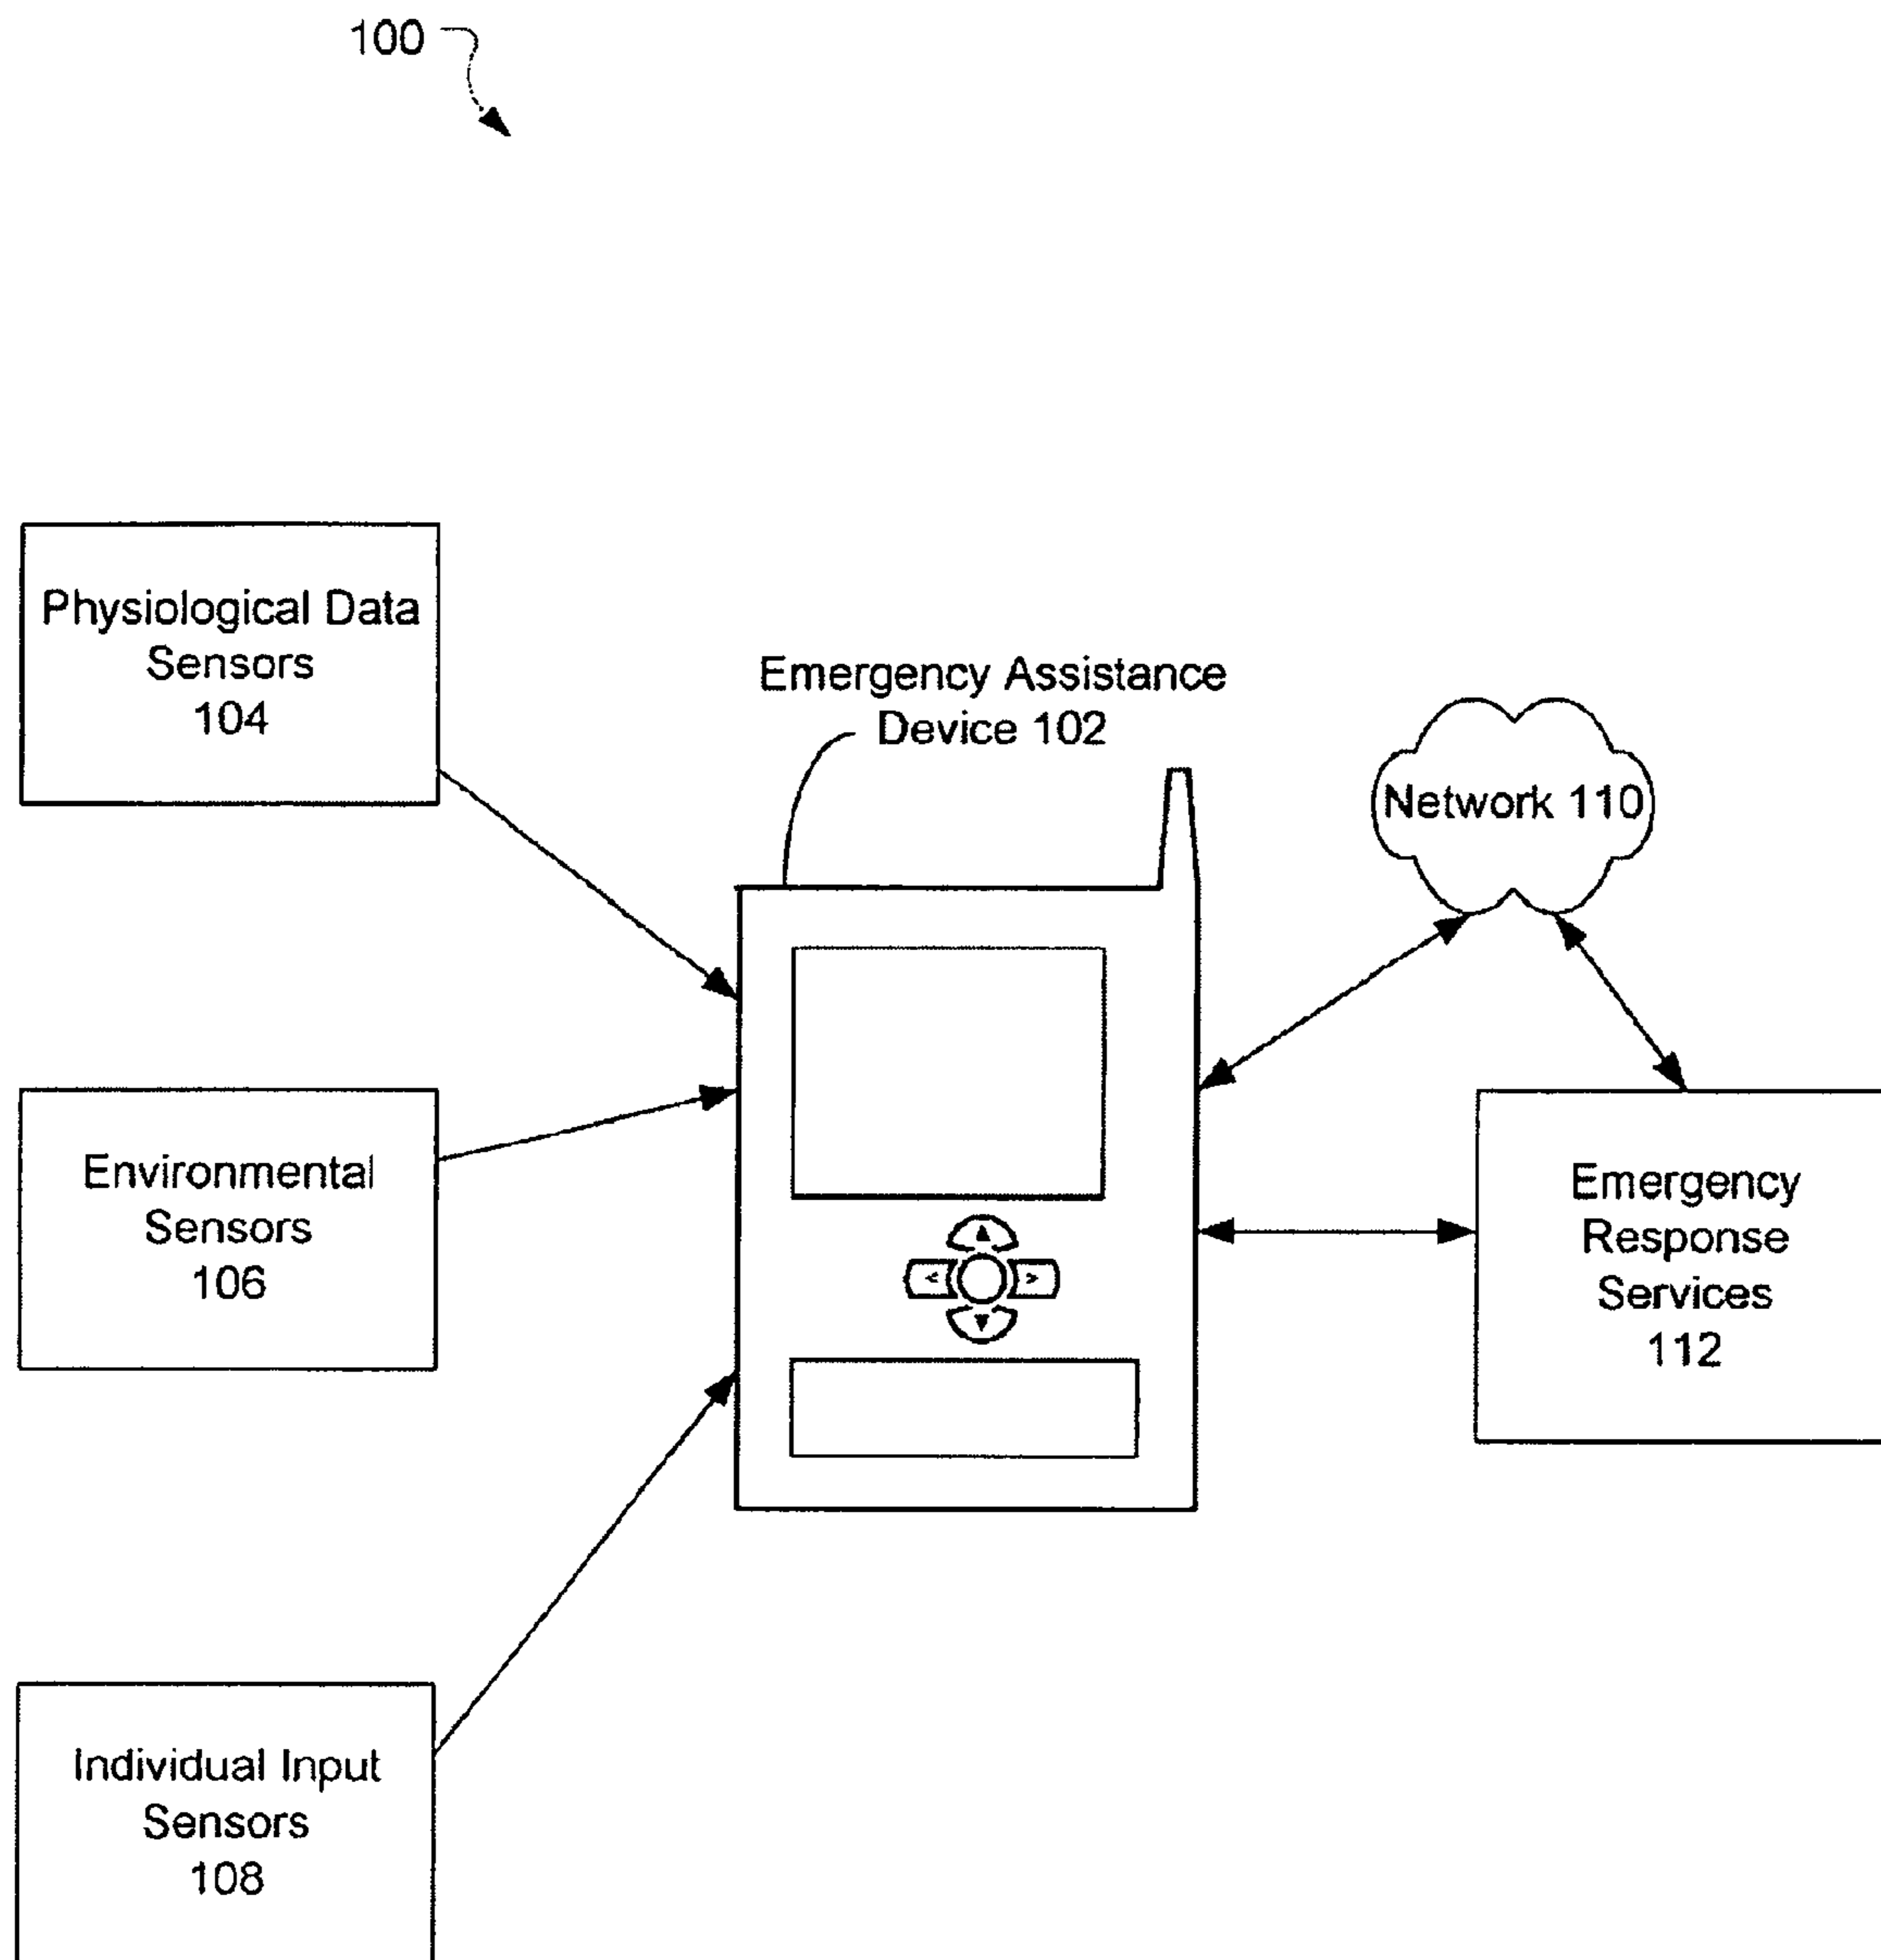 100
Physiological Data
Sensors
104
Emergency Assistance
Device 102
Network 110
Environmental
Sensors
106
Emergency
Response
Services
112
Individual Input
Sensors
108